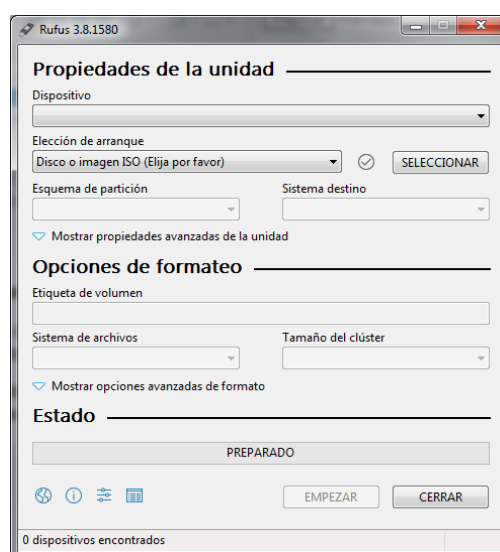 Rufus 3.8.1580
Propiedades de la unidad
Dispositivo
Elección de arranque
Disco o imagen ISO (Elija por favor)
SELECCIONAR
Esquema de partición
Sistema destino
Mostrar propiedades avanzadas de la unidad
Opciones de formateo
Etiqueta de volumen
Sistema de archivos
Tamaño del clúster
Mostrar opciones avanzadas de formato
Estado
PREPARADO
EMPEZAR
CERRAR
0 dispositivos encontrados